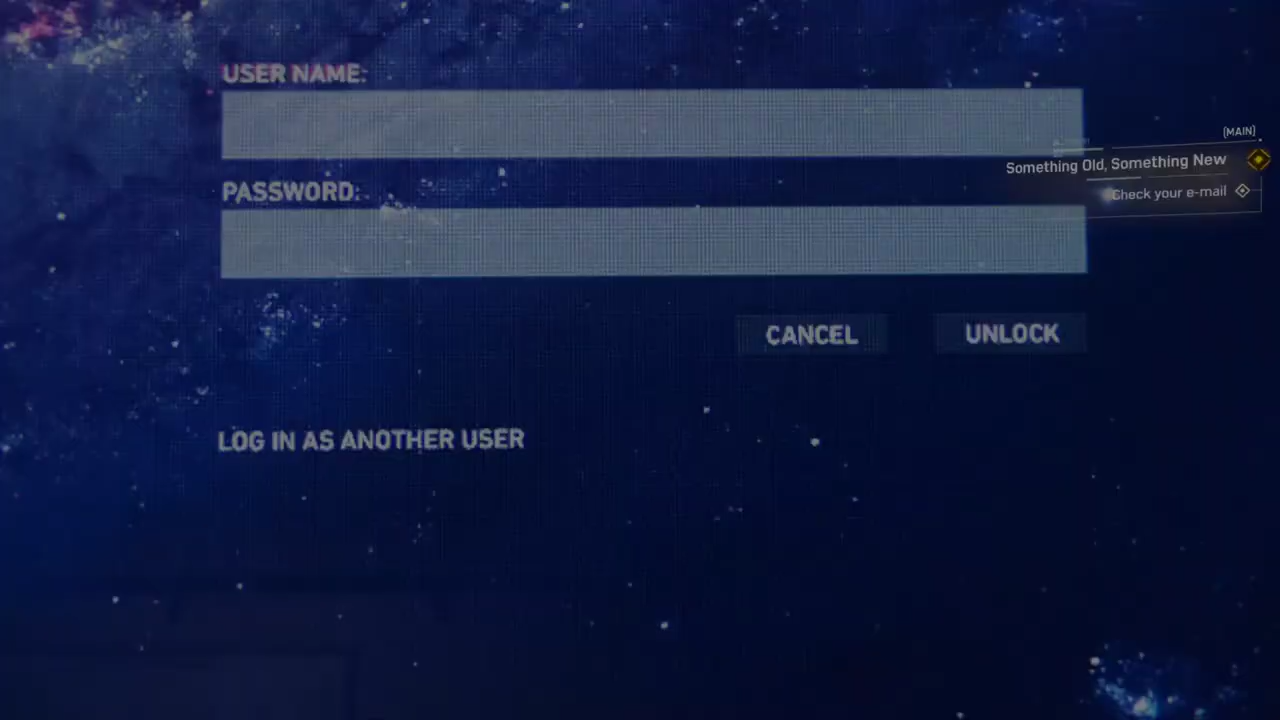 USER NAME:
(MAIN)
Something Old, Something New
PASSWORD:
Check your e-mail
CANCEL
UNLOCK
LOG IN AS ANOTHER USER